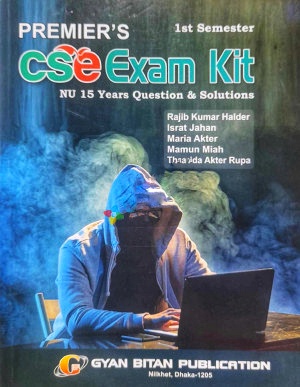 PREMIER'S
1st Semester
CSE Exam Kit
NU 15 Years Question & Solutions
Rajib Kumar Halder
Israt Jahan
Maria Akter
Mamun Miah
Akter Rupa
G
GYAN BITAN PUBLICATION
Nilkhet, Dhaka-1205